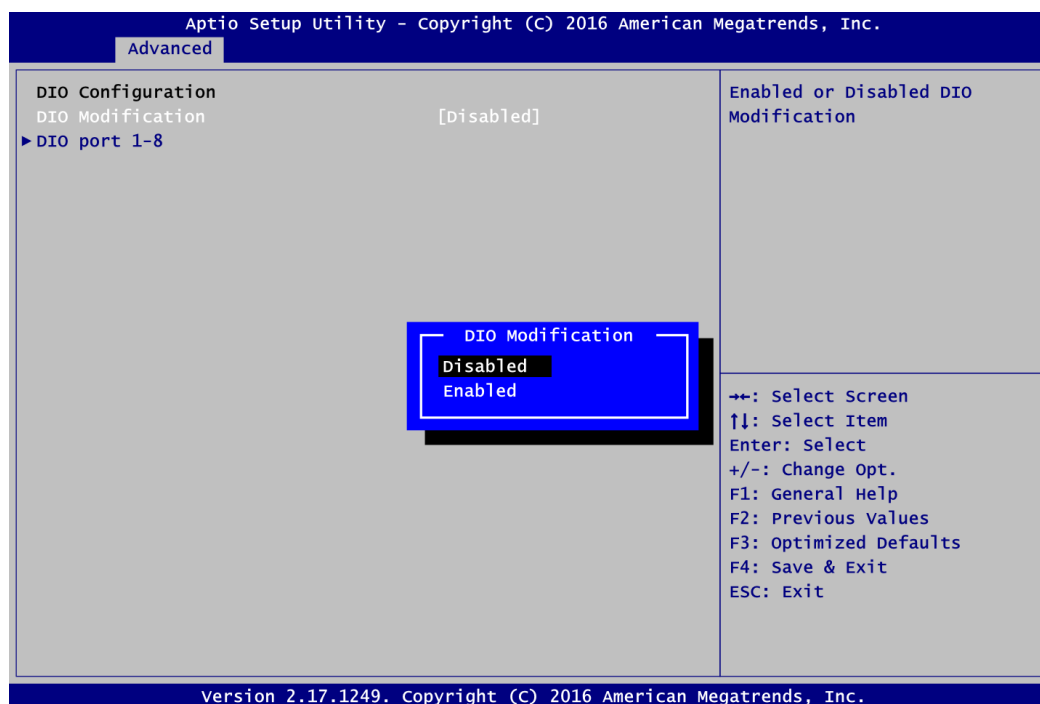 Aptio Setup Utility - Copyright (C) 2016 American Megatrends, Inc.
Advanced
DIO Configuration
DIO Modification [Disabled]
►DIO port 1-8
Enabled or Disabled DIO
Modification
DIO Modification
Disabled
Enabled
→←: Select Screen
↑↓: Select Item
Enter: Select
+/-: Change Opt.
F1: General Help
F2: Previous Values
F3: Optimized Defaults
F4: Save & Exit
ESC: Exit
Version 2.17.1249. Copyright (C) 2016 American Megatrends, Inc.